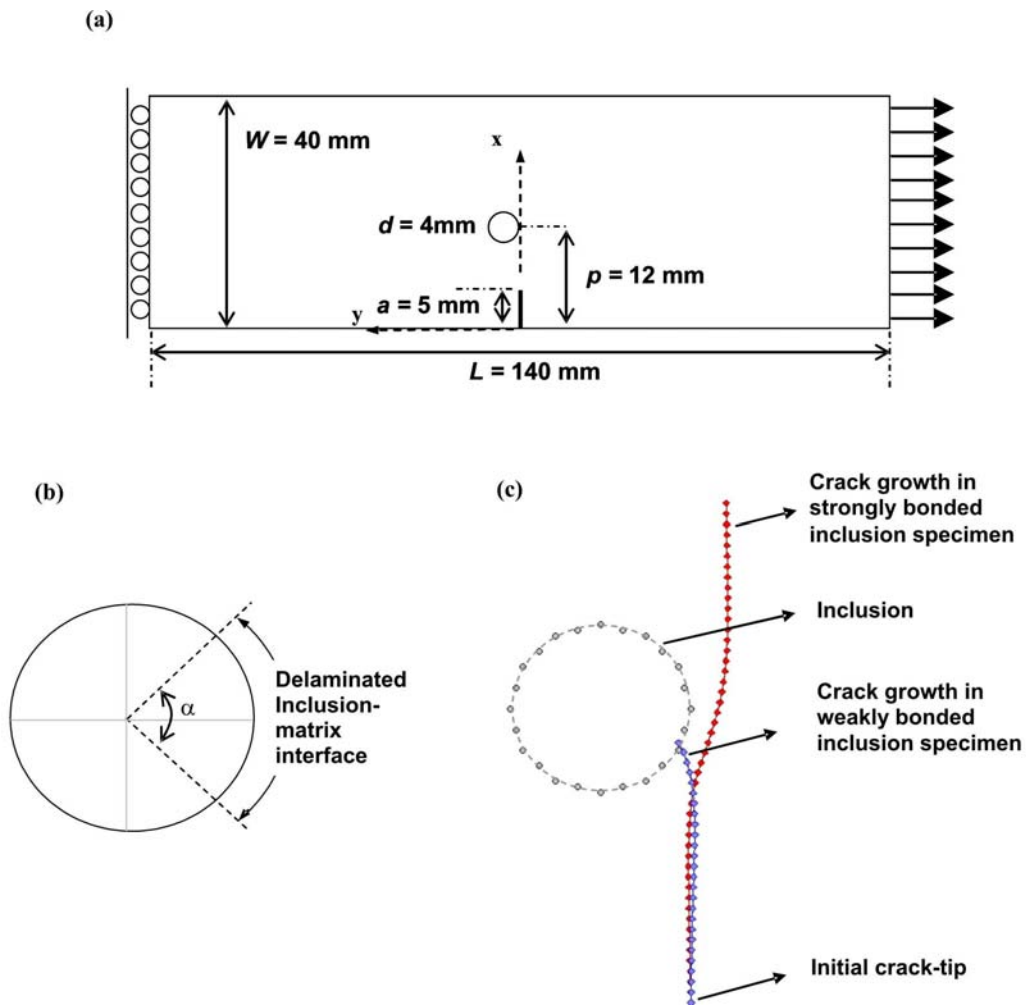 (a)
W = 40 mm
x
d = 4mm
p = 12 mm
a = 5 mm
y
L = 140 mm
(b)
α
Delaminated
Inclusion-
matrix
interface
(c)
Crack growth in
strongly bonded
inclusion specimen
Inclusion
Crack growth in
weakly bonded
inclusion specimen
Initial crack-tip